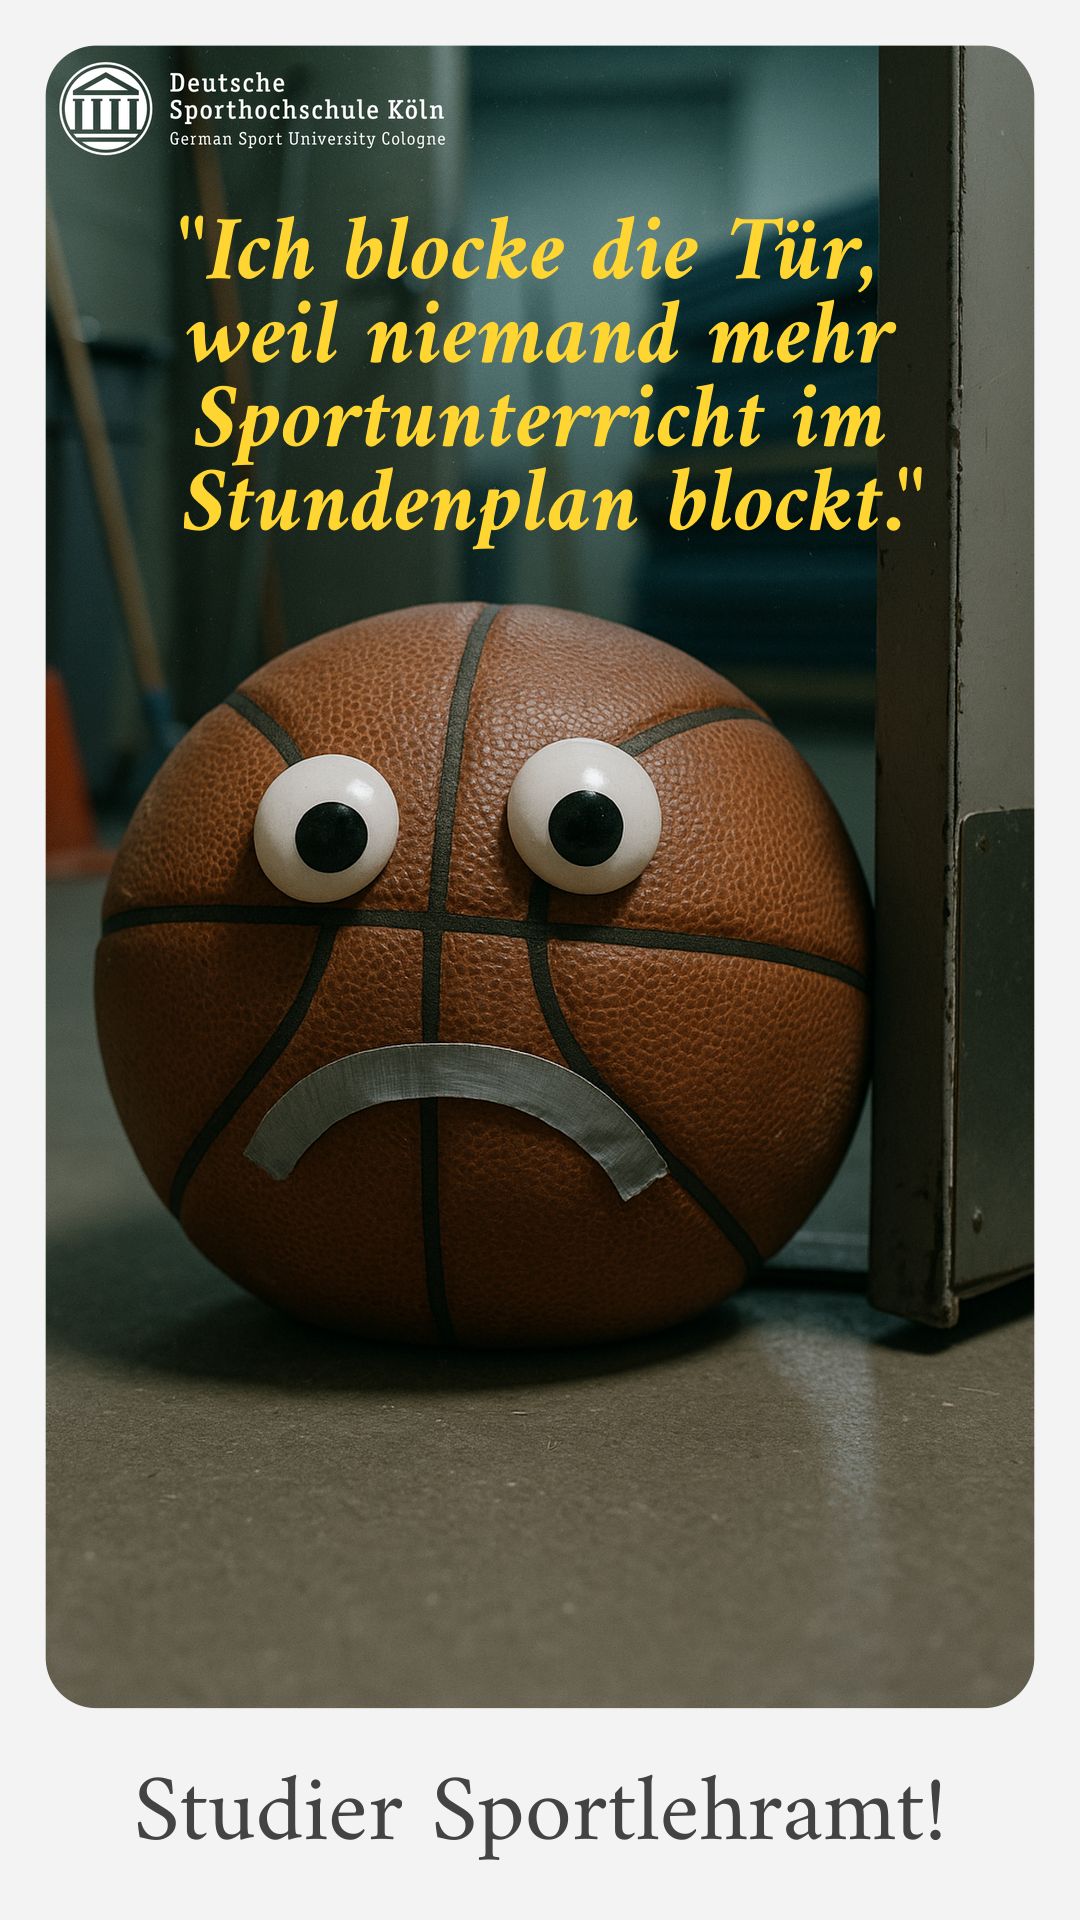 Deutsche
Sporthochschule Köln
German Sport University Cologne
"Ich blocke die Tür,
weil niemand mehr
Sportunterricht im
Stundenplan blockt."
Studier Sportlehramt!